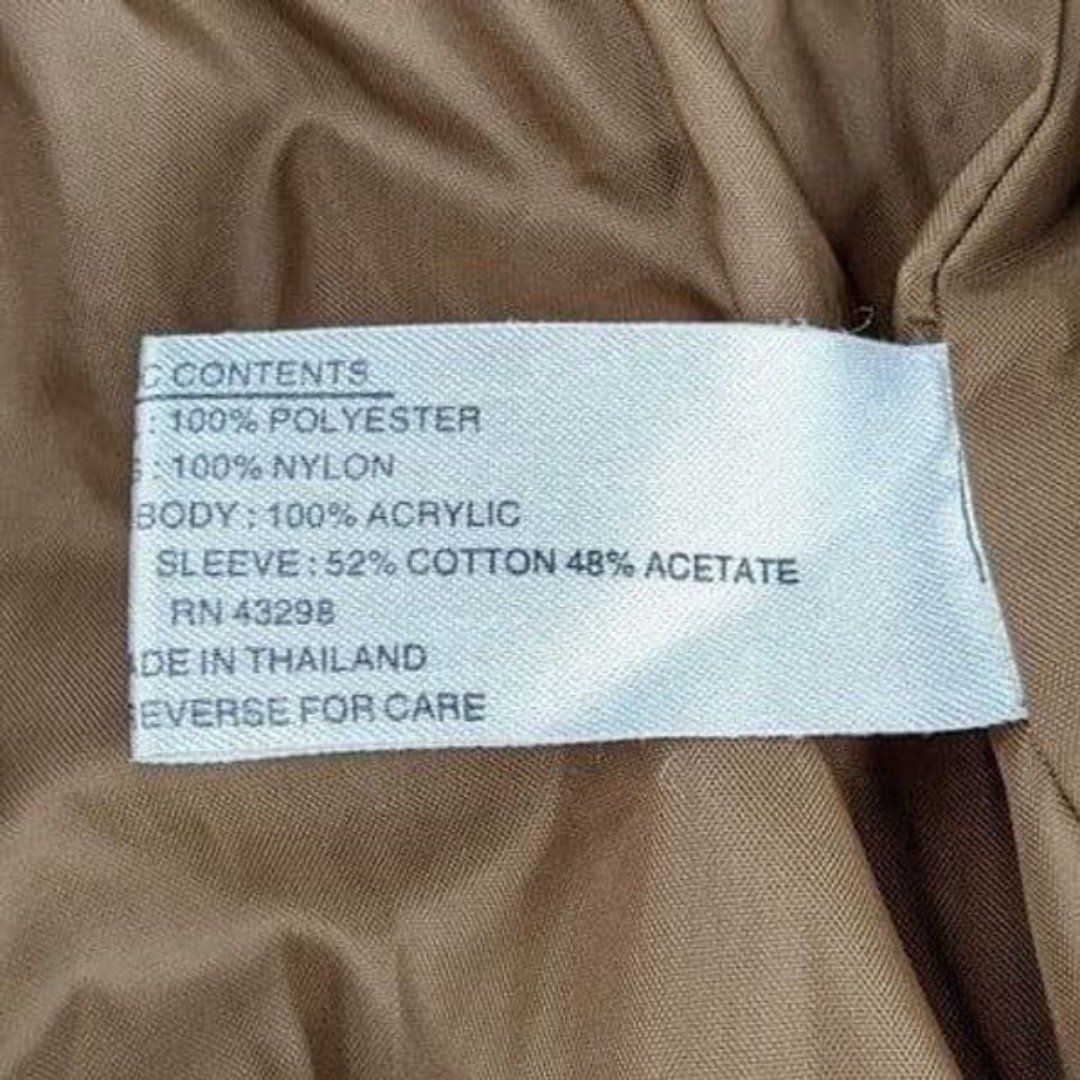 C CONTENTS
: 100% POLYESTER
: 100% NYLON
BODY : 100% ACRYLIC
SLEEVE : 52% COTTON 48% ACETATE
RN 43298
ADE IN THAILAND
EVERSE FOR CARE